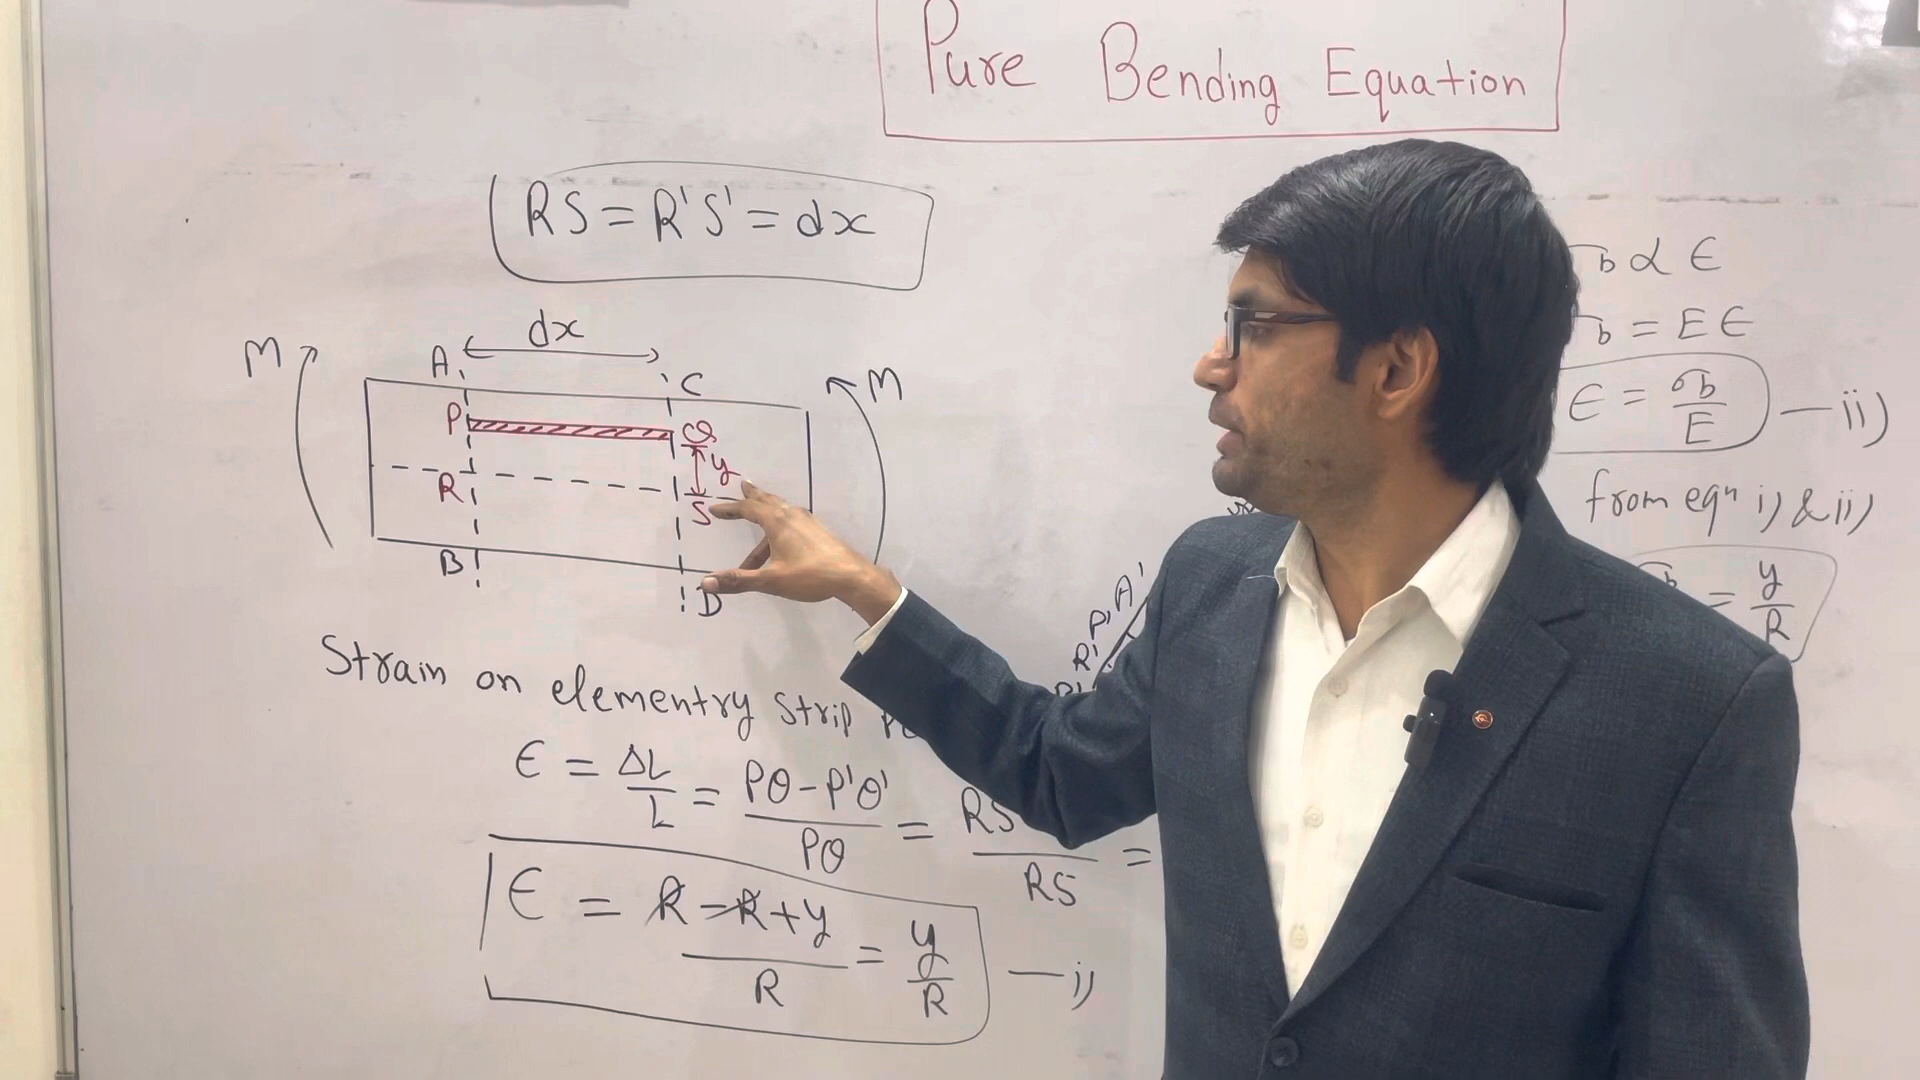 Pure Bending Equation
RS = R'S' = dx
dx
M
A
C
M
P
Q
y
R
S
B
D
Strain on elementry strip
ϵ = ΔL/L = PQ - P'Q'/PQ = RS /RS =
ϵ = R - R + y/R = y/R — i)
A'
P'
R'
b α ϵ
b = E ϵ
ϵ = σb/E — ii)
from eqn i) & ii)
= y/R